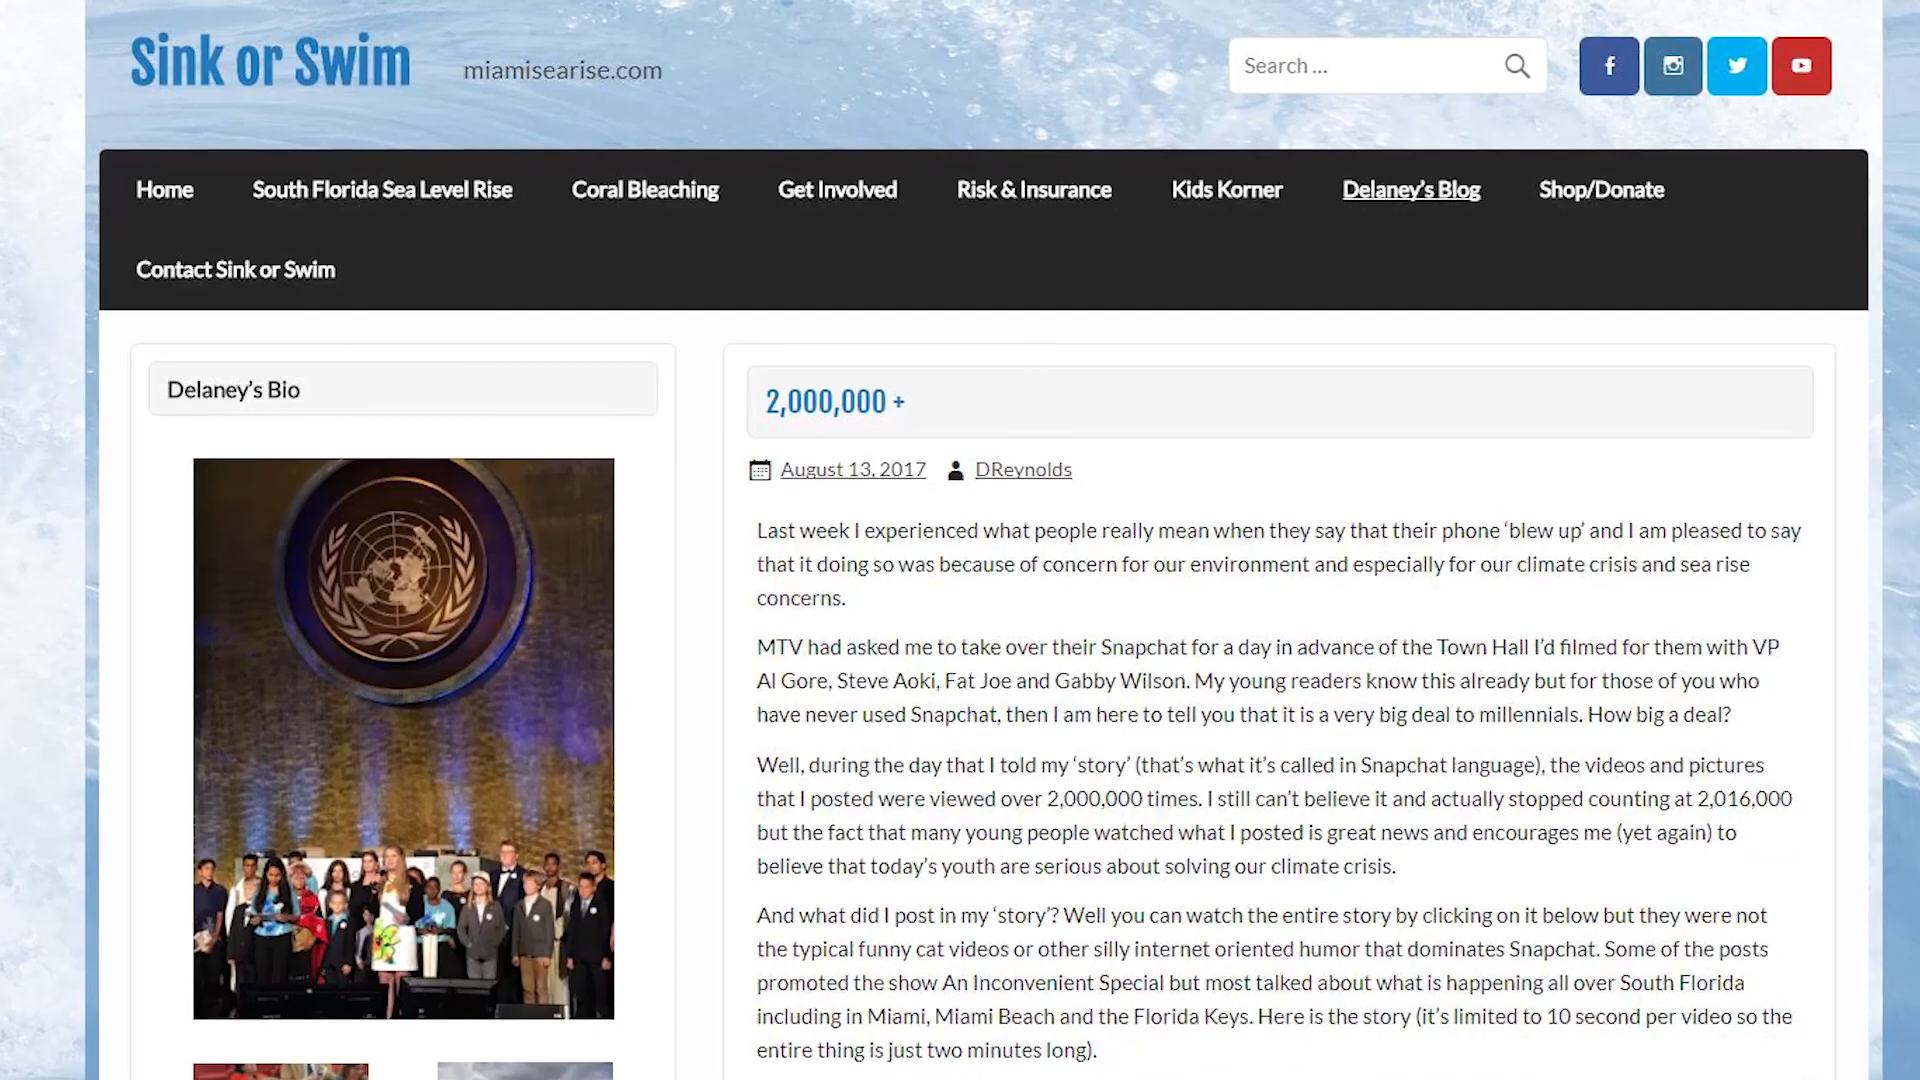 Sink or Swim
miamisearise.com
Search ...
Home
South Florida Sea Level Rise
Coral Bleaching
Get Involved
Risk & Insurance
Kids Korner
Delaney’s Blog
Shop/Donate
Contact Sink or Swim
Delaney’s Bio
2,000,000 +
August 13, 2017
DReynolds
Last week I experienced what people really mean when they say that their phone ‘blew up’ and I am pleased to say
that it doing so was because of concern for our environment and especially for our climate crisis and sea rise
concerns.
MTV had asked me to take over their Snapchat for a day in advance of the Town Hall I’d filmed for them with VP
Al Gore, Steve Aoki, Fat Joe and Gabby Wilson. My young readers know this already but for those of you who
have never used Snapchat, then I am here to tell you that it is a very big deal to millennials. How big a deal?
Well, during the day that I told my ‘story’ (that’s what it’s called in Snapchat language), the videos and pictures
that I posted were viewed over 2,000,000 times. I still can’t believe it and actually stopped counting at 2,016,000
but the fact that many young people watched what I posted is great news and encourages me (yet again) to
believe that today’s youth are serious about solving our climate crisis.
And what did I post in my ‘story’? Well you can watch the entire story by clicking on it below but they were not
the typical funny cat videos or other silly internet oriented humor that dominates Snapchat. Some of the posts
promoted the show An Inconvenient Special but most talked about what is happening all over South Florida
including in Miami, Miami Beach and the Florida Keys. Here is the story (it’s limited to 10 second per video so the
entire thing is just two minutes long).